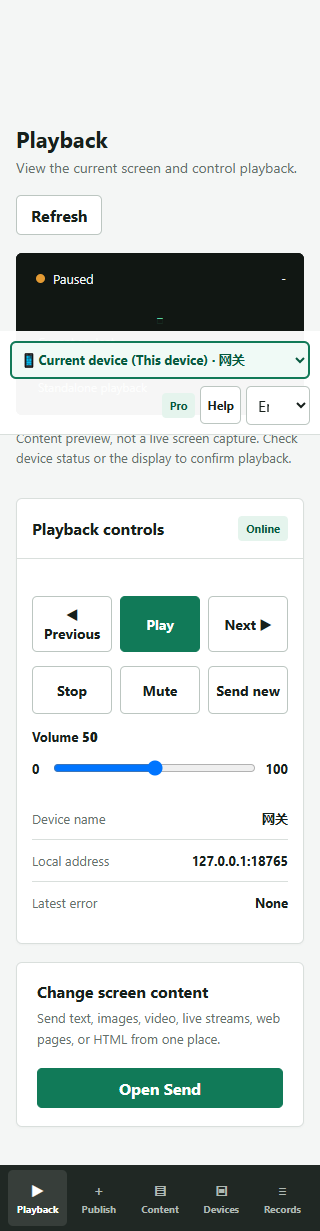 Playback
View the current screen and control playback.
Refresh
Paused
-
–
Current device (This device) · 网关
Standalone playback
Pro
Help
Content preview, not a live screen capture. Check
device status or the display to confirm playback.
Playback controls
Online
◀
Previous
Play
Next ▶
Stop
Mute
Send new
Volume 50
0
100
Device name
网关
Local address
127.0.0.1:18765
Latest error
None
Change screen content
Send text, images, video, live streams, web
pages, or HTML from one place.
Open Send
Playback
Publish
Content
Devices
Records